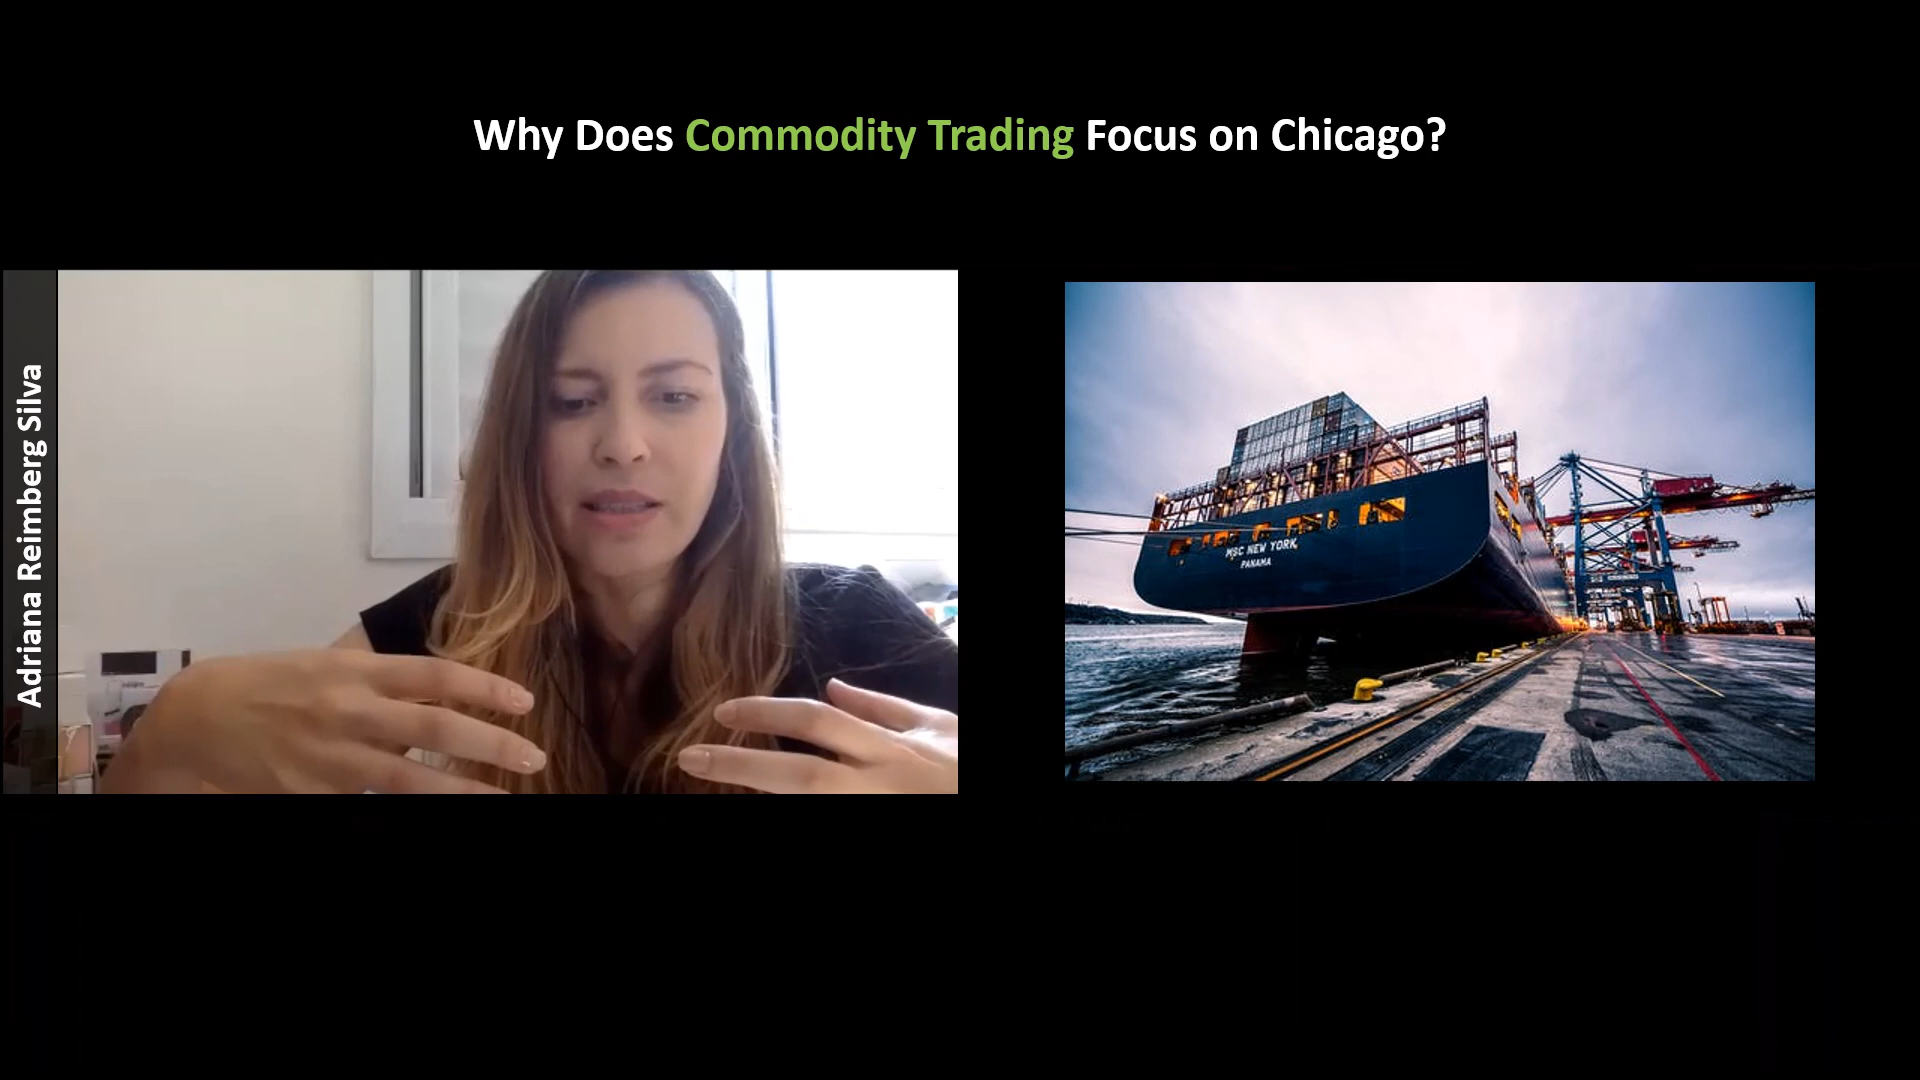 Why Does Commodity Trading Focus on Chicago?
Adriana Reimberg Silva
MSC NEW YORK
PANAMA